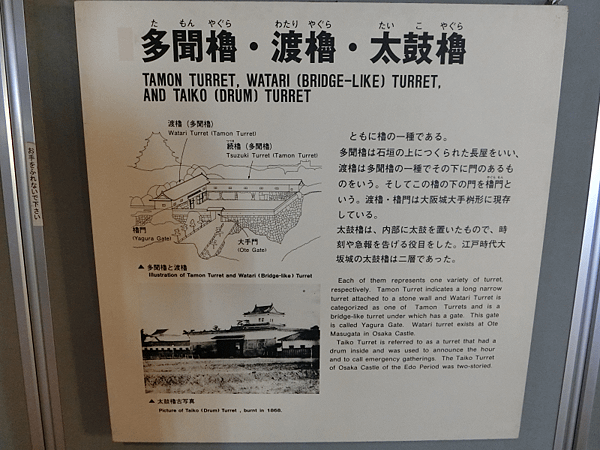 た もん やぐら わたり やぐら たい こ やぐら
多聞櫓・渡櫓・太鼓櫓
TAMON TURRET, WATARI (BRIDGE-LIKE) TURRET,
AND TAIKO (DRUM) TURRET
渡櫓(多聞櫓)
Watari Turret (Tamon Turret)
続櫓(多聞櫓)
Tsuzuki Turret (Tamon Turret)
櫓門
(Yagura Gate)
大手門
(Ote Gate)
▲多聞櫓と渡櫓
Illustration of Tamon Turret and Watari (Bridge-like) Turret
▲太鼓櫓古写真
Picture of Taiko (Drum) Turret , burnt in 1868.
ともに櫓の一種である。
多聞櫓は石垣の上につくられた長屋をいい、
渡櫓は多聞櫓の一種でその下に門のあるも
のをいう。そしてこの櫓の下の門を櫓門と
いう。渡櫓・櫓門は大阪城大手桝形に現存
している。
太鼓櫓は、内部に太鼓を置いたもので、時
刻や急報を告げる役目をした。江戸時代大
坂城の太鼓櫓は二層であった。
Each of them represents one variety of turret,
respectively. Tamon Turret indicates a long narrow
turret attached to a stone wall and Watari Turret is
categorized as one of Tamon Turrets and is a
bridge-like turret under which has a gate. This gate
is called Yagura Gate. Watari turret exists at Ote
Masugata in Osaka Castle.
Taiko Turret is referred to as a turret that had a
drum inside and was used to announce the hour
and to call emergency gatherings. The Taiko Turret
of Osaka Castle of the Edo Period was two-storied.
お手をふれないで下さい